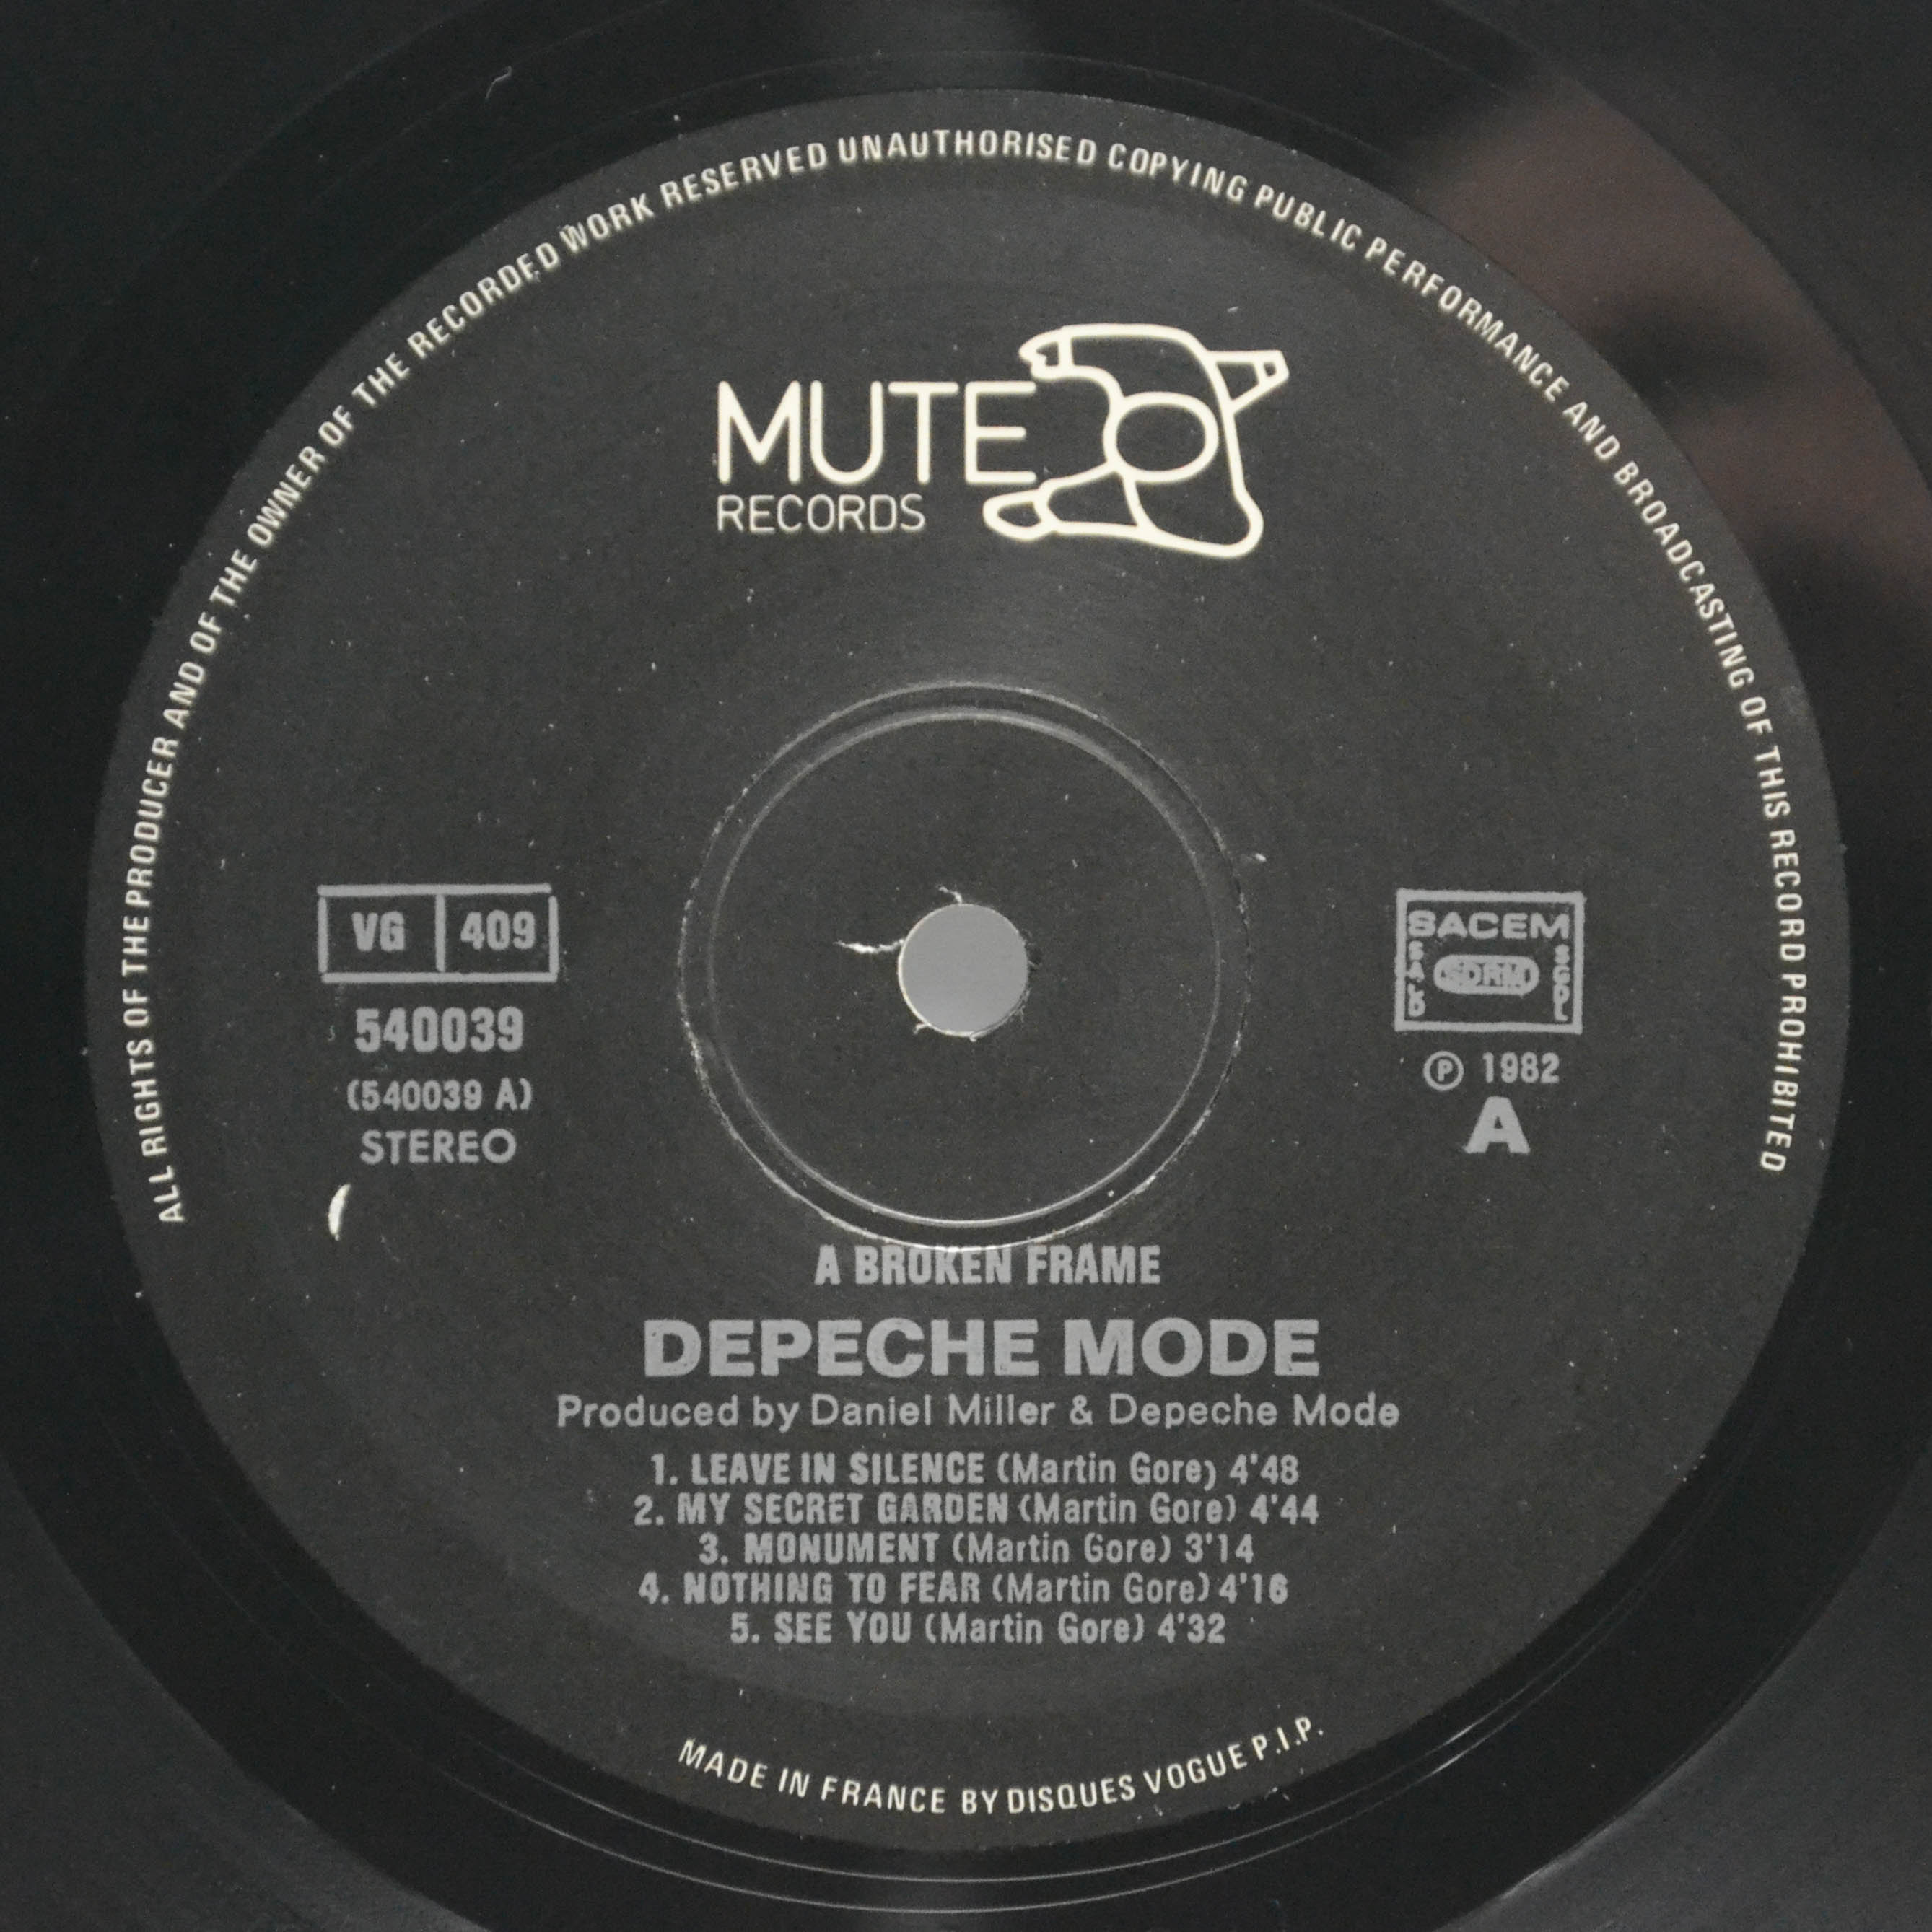 ALL RIGHTS OF THE PRODUCER AND OF THE OWNER OF THE RECORDED WORK RESERVED UNAUTHORISED COPYING PUBLIC PERFORMANCE AND BROADCASTING OF THIS RECORD PROHIBITED
MUTE
RECORDS
VG 409
540039
(540039 A)
STEREO
SACEM
SACD
SDRM
SGDL
Ⓟ 1982
A
A BROKEN FRAME
DEPECHE MODE
Produced by Daniel Miller & Depeche Mode
1. LEAVE IN SILENCE (Martin Gore) 4'48
2. MY SECRET GARDEN (Martin Gore) 4'44
3. MONUMENT (Martin Gore) 3'14
4. NOTHING TO FEAR (Martin Gore) 4'16
5. SEE YOU (Martin Gore) 4'32
MADE IN FRANCE BY DISQUES VOGUE P.I.P.